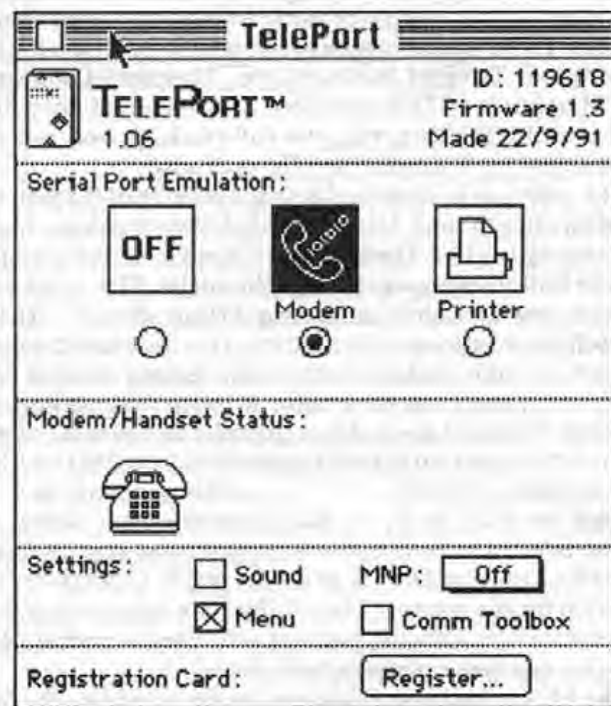 TelePort
TELEPORT™
1.06
ID: 119618
Firmware 1.3
Made 22/9/91
Serial Port Emulation:
OFF
Modem
Printer
Modem/Handset Status:
Settings:
Sound
MNP: Off
Menu
Comm Toolbox
Registration Card:
Register...